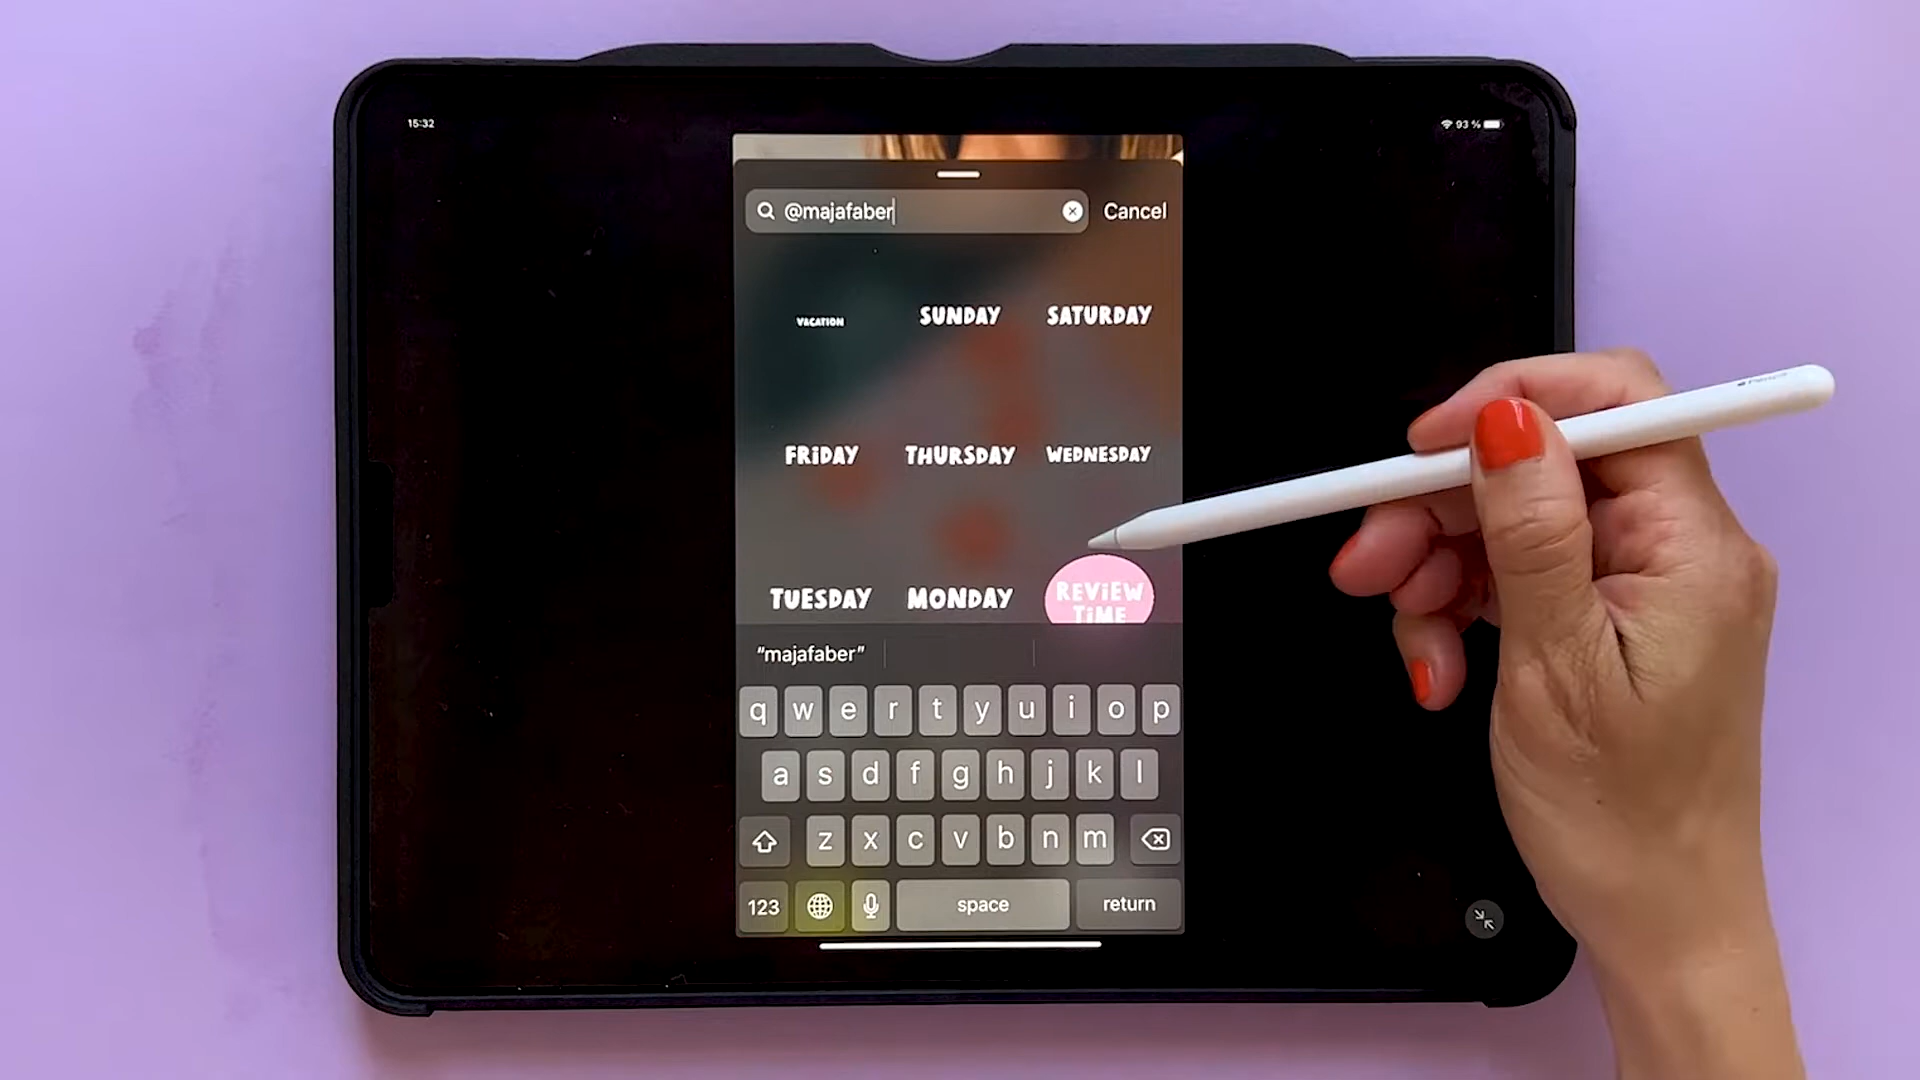 15:32
93 %
@majafaber
Cancel
VACATION
SUNDAY
SATURDAY
FRiDAY
THURSDAY
WEDNESDAY
TUESDAY
MONDAY
REViEW
TiME
“majafaber”
q w e r t y u i o p
a s d f g h j k l
z x c v b n m
123
space
return